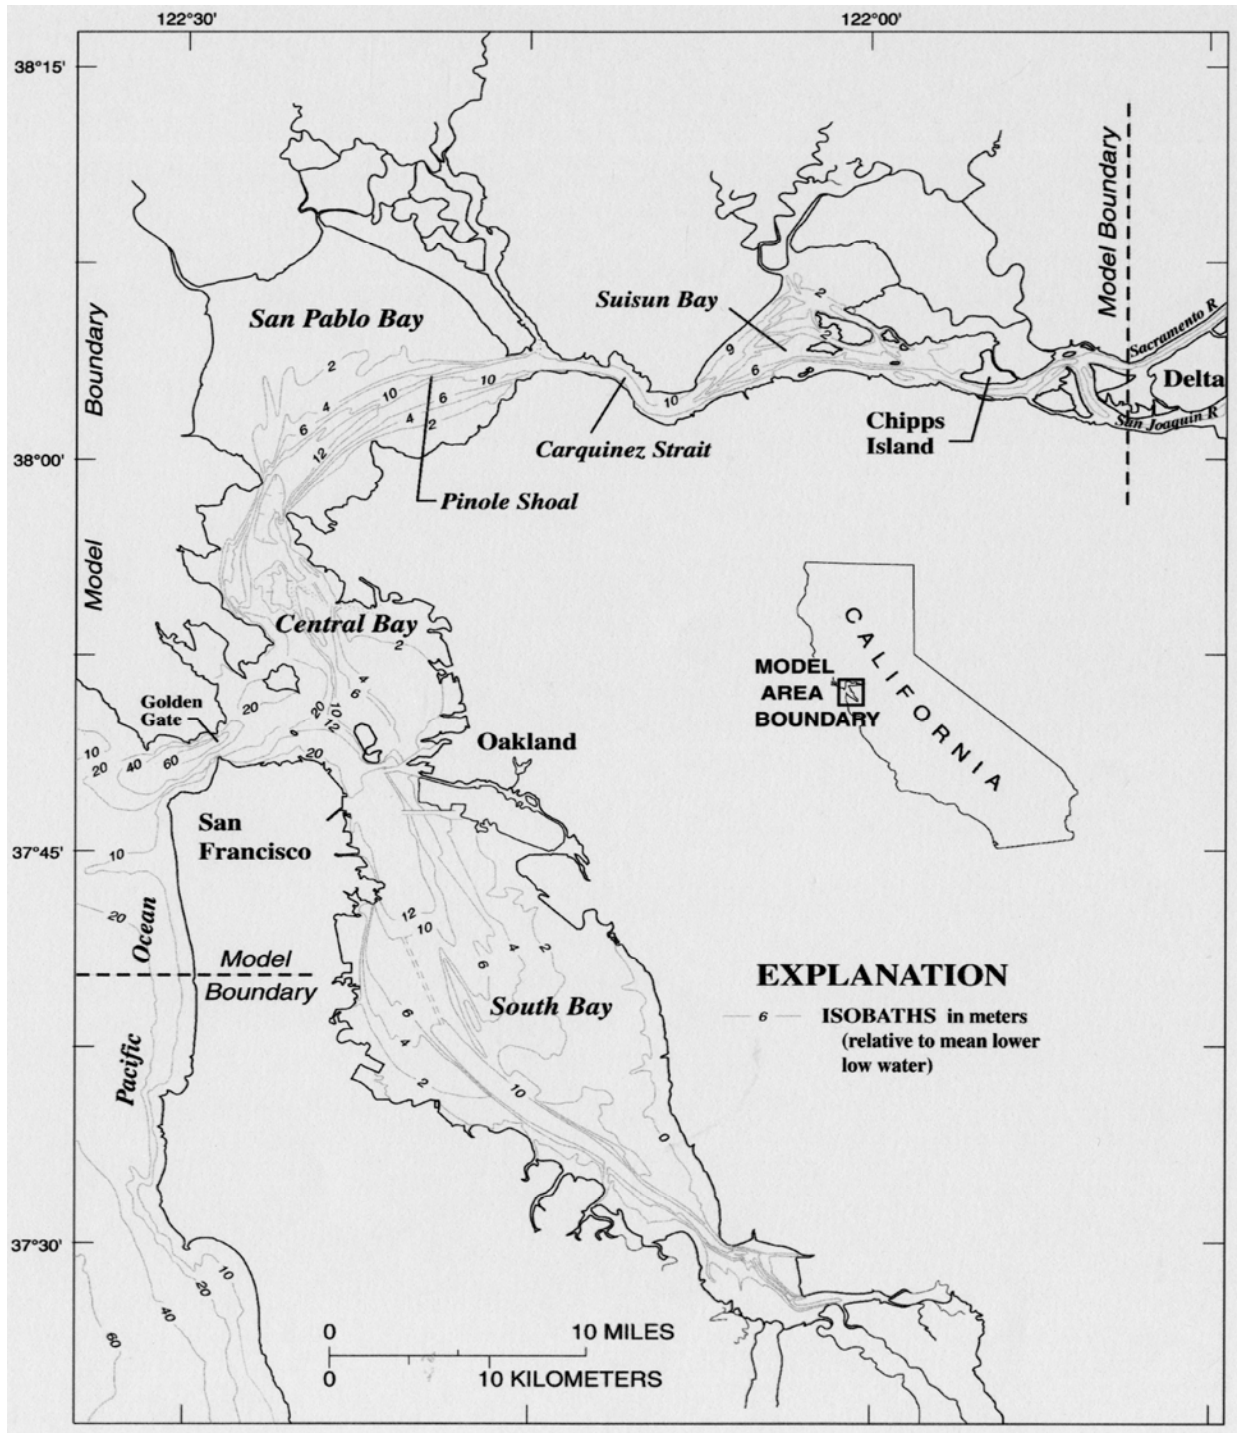 122°30'
122°00'
38°15'
Model Boundary
Sacramento R
Delta
San Joaquin R
Suisun Bay
2
9
6
10
San Pablo Bay
2
4
10
6
10
6
4
2
12
Chipps
Island
Carquinez Strait
38°00'
Pinole Shoal
Model Boundary
Central Bay
2
4
6
Golden
Gate
20
20
10
12
20
10
20
40
60
Oakland
CALIFORNIA
MODEL
AREA
BOUNDARY
San
Francisco
37°45'
10
20
Pacific Ocean
12
10
4
2
6
Model
Boundary
South Bay
6
4
2
10
0
EXPLANATION
6 ISOBATHS in meters
(relative to mean lower
low water)
37°30'
10
20
40
60
0 10 MILES
0 10 KILOMETERS